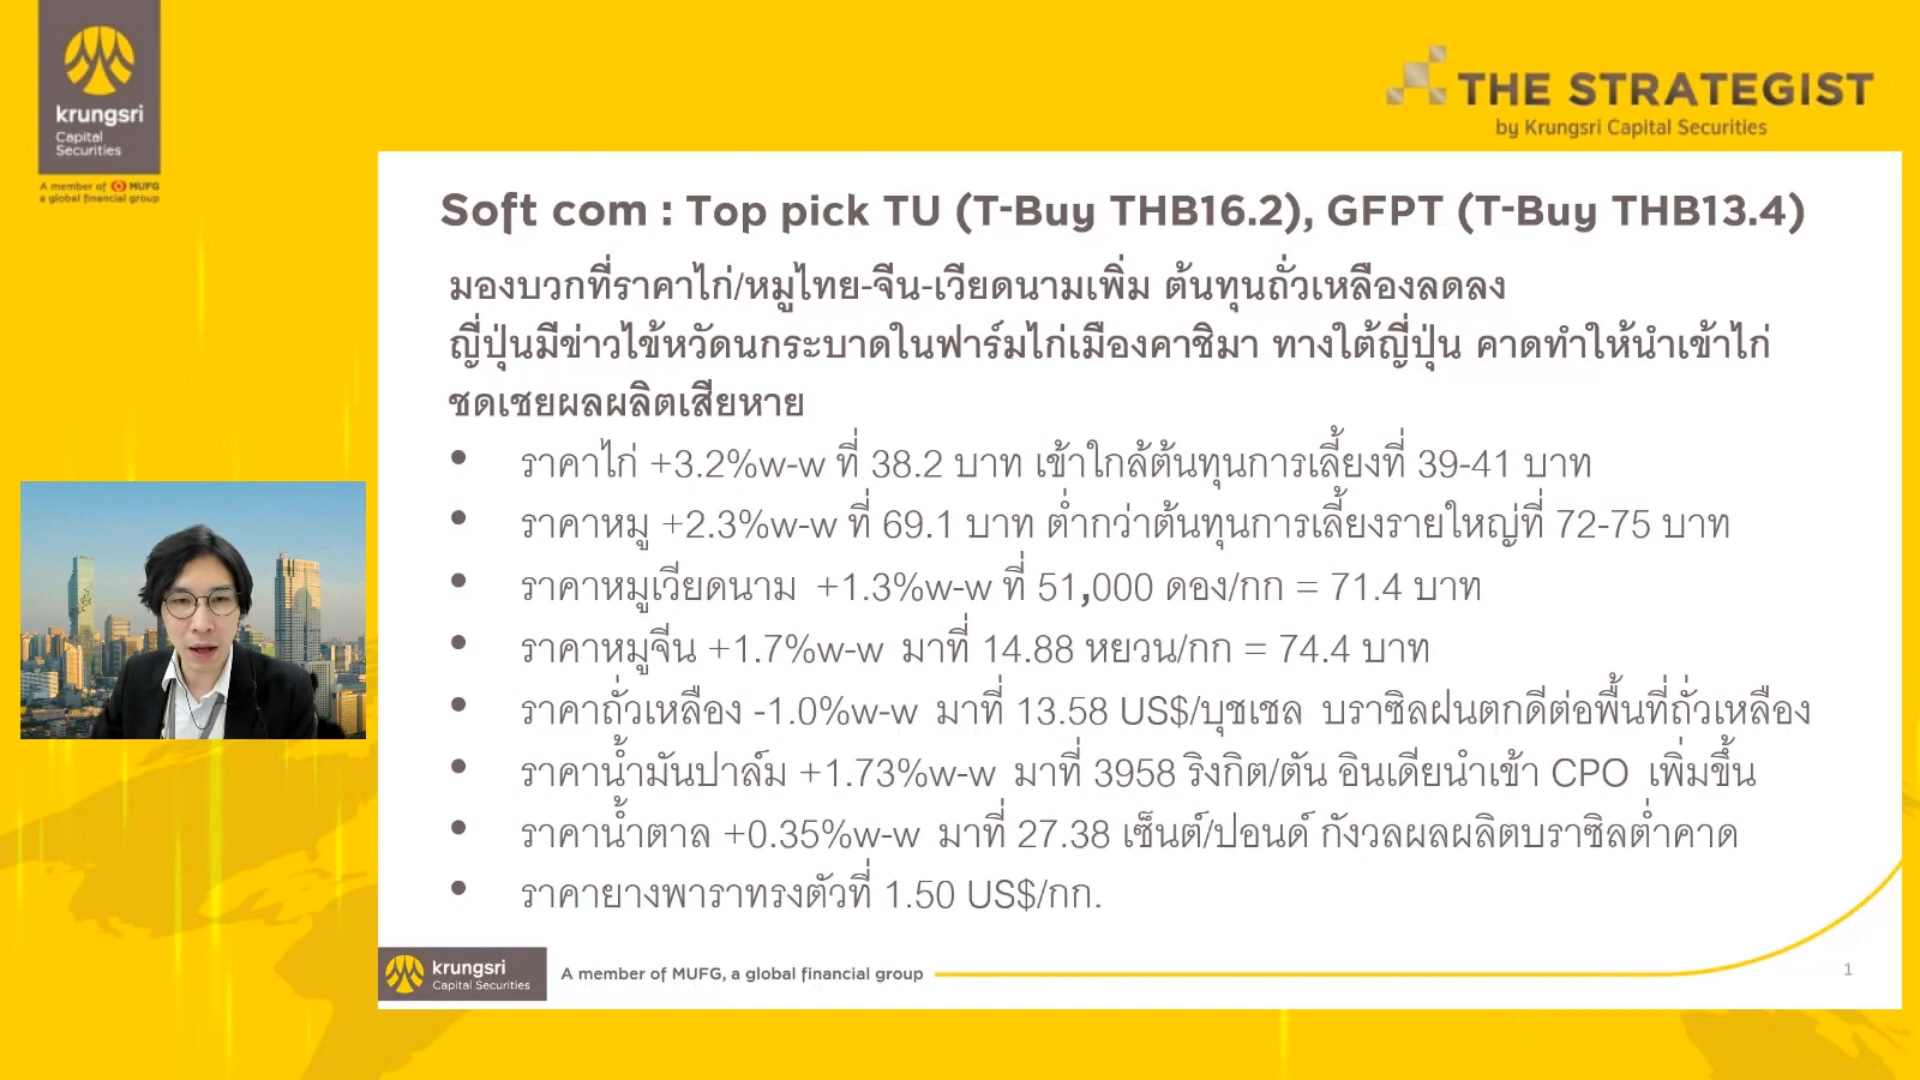 krungsri
Capital
Securities
A member of MUFG
a global financial group
THE STRATEGIST
by Krungsri Capital Securities
Soft com : Top pick TU (T-Buy THB16.2), GFPT (T-Buy THB13.4)
มองบวกที่ราคาไก่/หมูไทย-จีน-เวียดนามเพิ่ม ต้นทุนถั่วเหลืองลดลง
ญี่ปุ่นมีข่าวไข้หวัดนกระบาดในฟาร์มไก่เมืองคาชิมา ทางใต้ญี่ปุ่น คาดทำให้นำเข้าไก่
ชดเชยผลผลิตเสียหาย
• ราคาไก่ +3.2%w-w ที่ 38.2 บาท เข้าใกล้ต้นทุนการเลี้ยงที่ 39-41 บาท
• ราคาหมู +2.3%w-w ที่ 69.1 บาท ต่ำกว่าต้นทุนการเลี้ยงรายใหญ่ที่ 72-75 บาท
• ราคาหมูเวียดนาม +1.3%w-w ที่ 51,000 ดอง/กก = 71.4 บาท
• ราคาหมูจีน +1.7%w-w มาที่ 14.88 หยวน/กก = 74.4 บาท
• ราคาถั่วเหลือง -1.0%w-w มาที่ 13.58 US$/บุชเชล บราซิลฝนตกดีต่อพื้นที่ถั่วเหลือง
• ราคาน้ำมันปาล์ม +1.73%w-w มาที่ 3958 ริงกิต/ตัน อินเดียนำเข้า CPO เพิ่มขึ้น
• ราคาน้ำตาล +0.35%w-w มาที่ 27.38 เซ็นต์/ปอนด์ กังวลผลผลิตบราซิลต่ำคาด
• ราคายางพาราทรงตัวที่ 1.50 US$/กก.
krungsri
Capital Securities
A member of MUFG, a global financial group
1